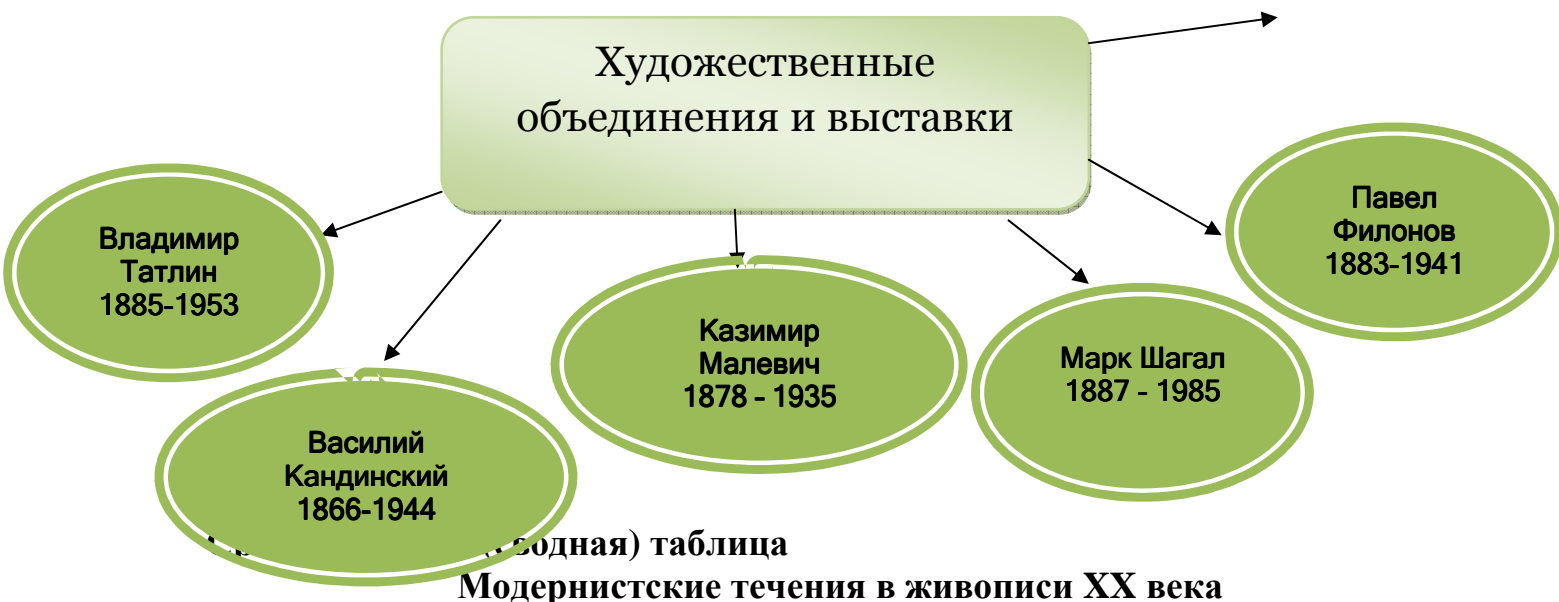 Художественные
объединения и выставки
Владимир
Татлин
1885-1953
Василий
Кандинский
1866-1944
Казимир
Малевич
1878 - 1935
Марк Шагал
1887 - 1985
Павел
Филонов
1883-1941
таблица
Модернистские течения в живописи XX века